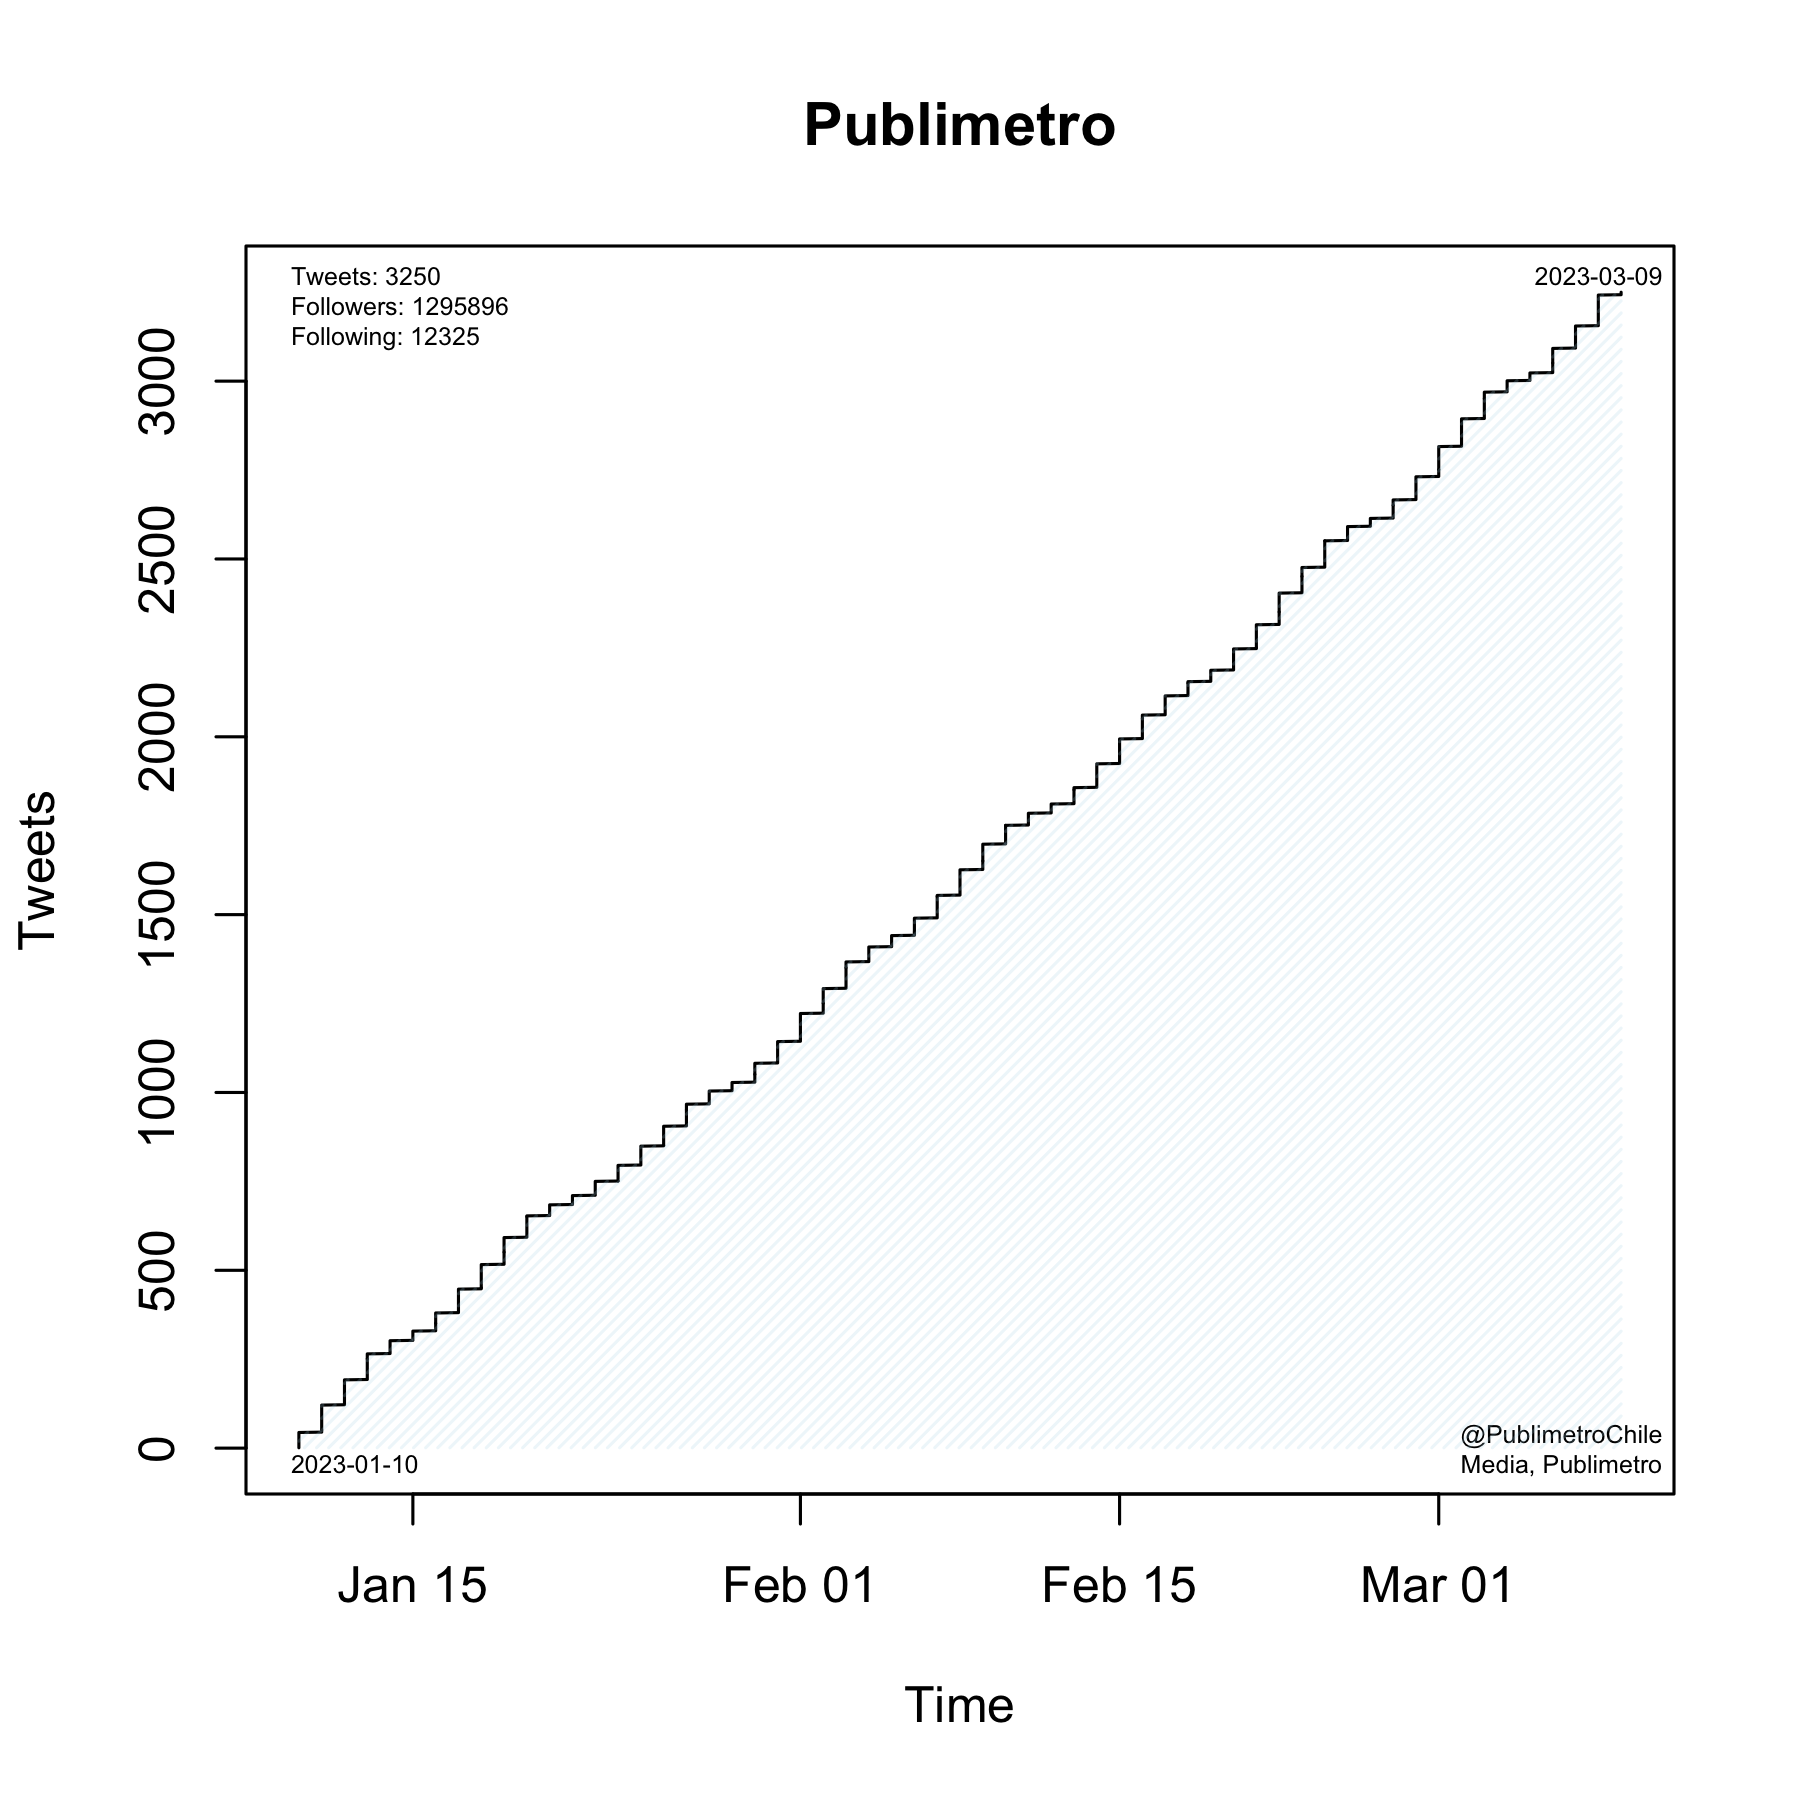 Publimetro
Tweets: 3250
Followers: 1295896
Following: 12325
2023-03-09
3000
2500
2000
1500
1000
500
0
Tweets
@PublimetroChile
Media, Publimetro
2023-01-10
Jan 15
Feb 01
Feb 15
Mar 01
Time